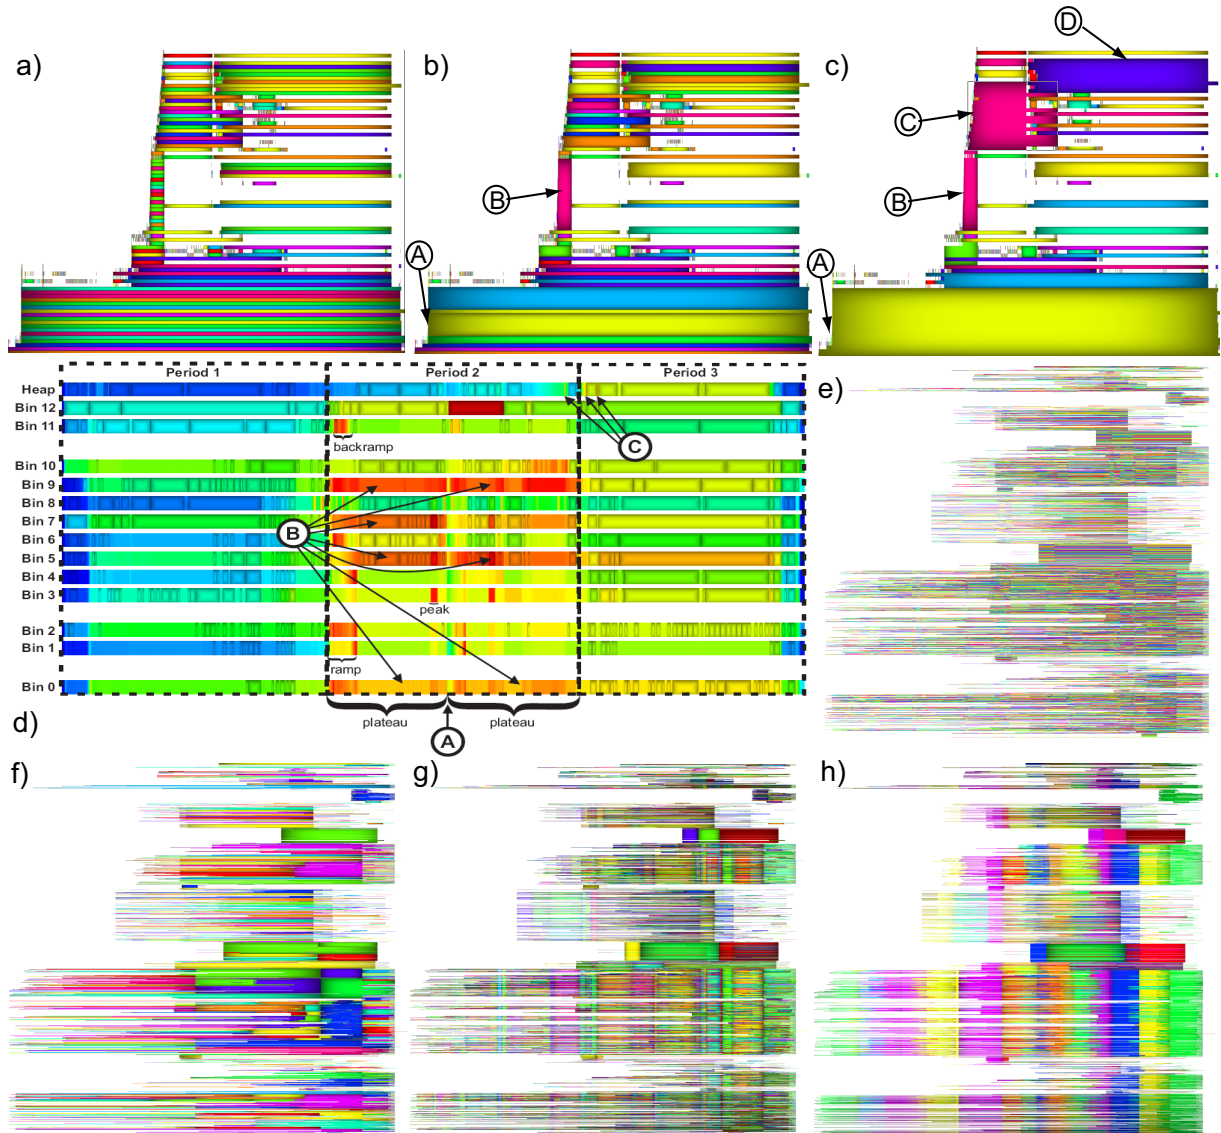 a)
b)
c)
D
C
B
B
A
A
Period 1
Period 2
Period 3
Heap
Bin 12
Bin 11
backramp
C
Bin 10
Bin 9
Bin 8
Bin 7
B
Bin 6
Bin 5
Bin 4
Bin 3
peak
Bin 2
Bin 1
ramp
Bin 0
plateau
plateau
A
d)
e)
f)
g)
h)